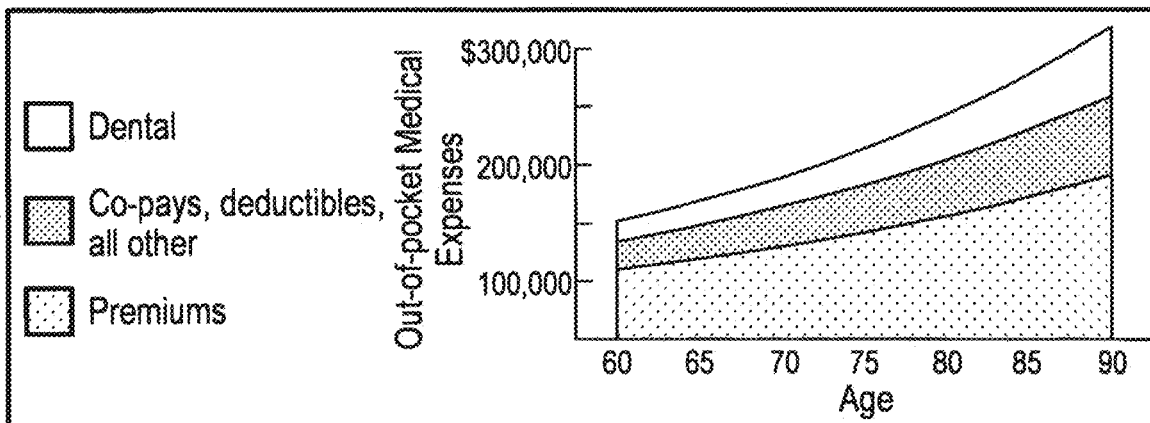 Dental
Co-pays, deductibles,
all other
Premiums
Out-of-pocket Medical
Expenses
$300,000
200,000
100,000
60 65 70 75 80 85 90
Age